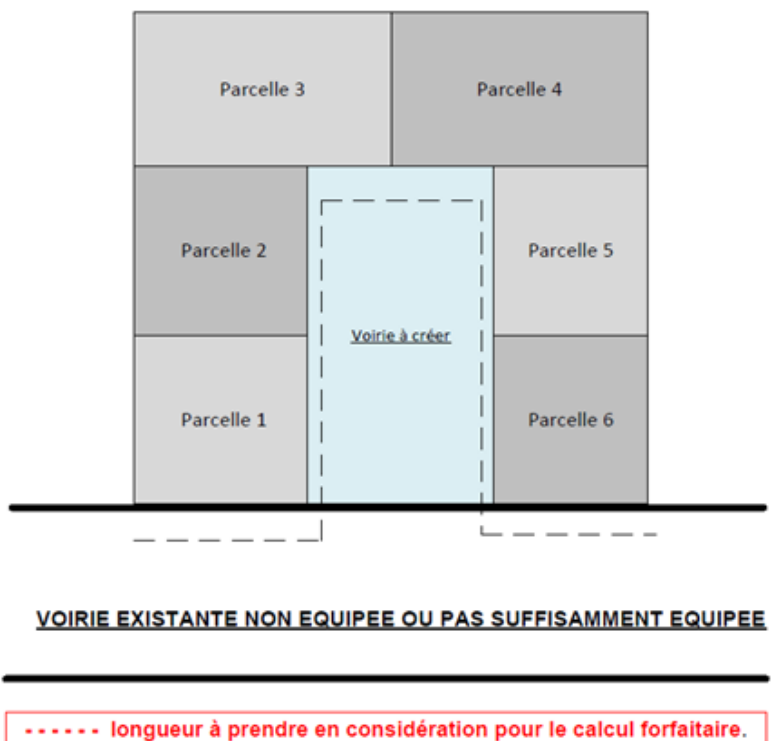 Parcelle 3
Parcelle 4
Parcelle 2
Parcelle 5
Voirie à créer
Parcelle 1
Parcelle 6
VOIRIE EXISTANTE NON EQUIPEE OU PAS SUFFISAMMENT EQUIPEE
- - - - - - longueur à prendre en considération pour le calcul forfaitaire.